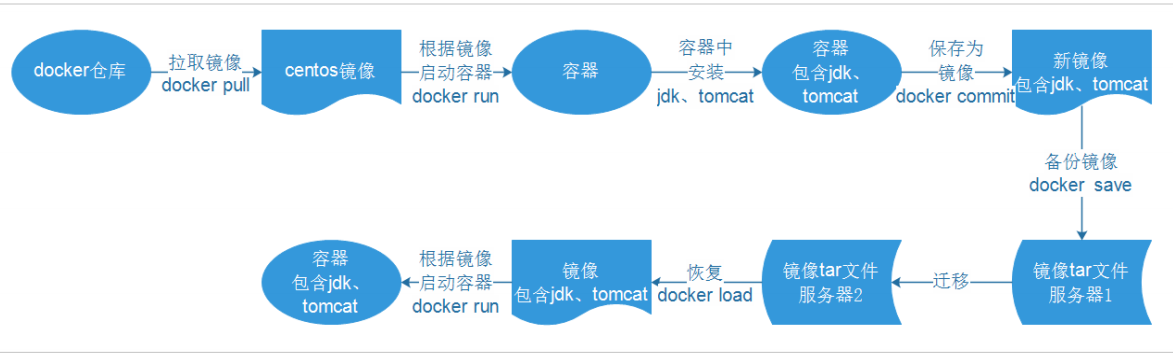 docker仓库
拉取镜像
docker pull
centos镜像
根据镜像
启动容器
docker run
容器
容器中
安装
jdk、tomcat
容器
包含jdk、
tomcat
保存为
镜像
docker commit
新镜像
包含jdk、tomcat
备份镜像
docker save
镜像tar文件
服务器1
迁移
镜像tar文件
服务器2
恢复
docker load
镜像
包含jdk、tomcat
根据镜像
启动容器
docker run
容器
包含jdk、
tomcat